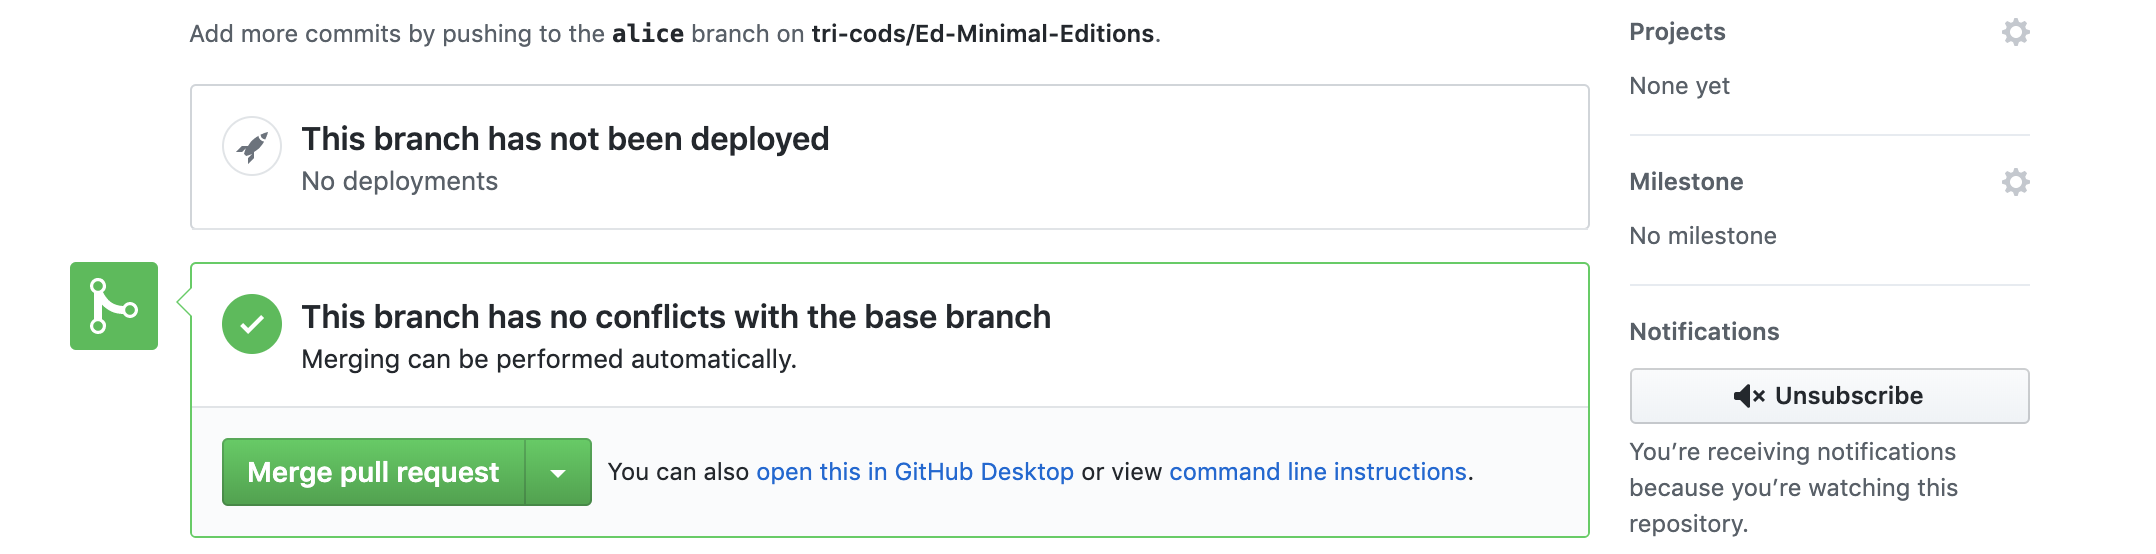 Add more commits by pushing to the alice branch on tri-cods/Ed-Minimal-Editions.
This branch has not been deployed
No deployments
This branch has no conflicts with the base branch
Merging can be performed automatically.
Merge pull request
You can also open this in GitHub Desktop or view command line instructions.
Projects
None yet
Milestone
No milestone
Notifications
Unsubscribe
You’re receiving notifications
because you’re watching this
repository.